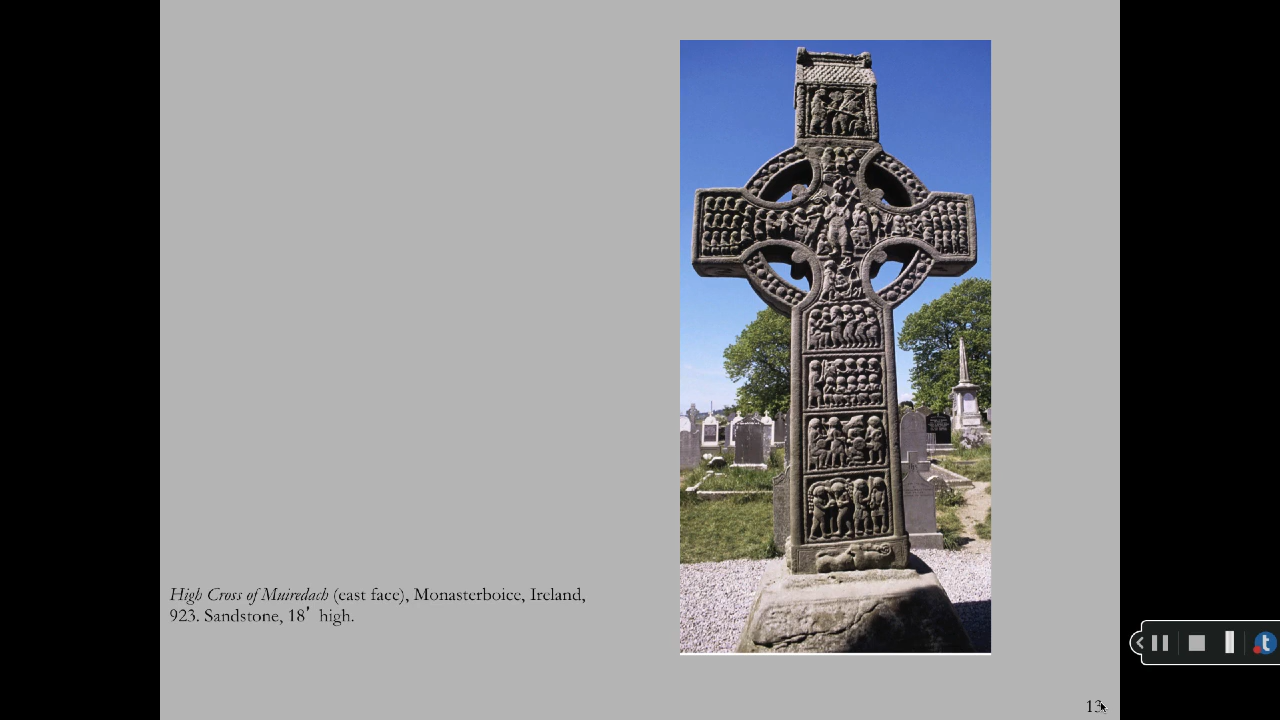 High Cross of Muiredach (east face), Monasterboice, Ireland,
923. Sandstone, 18′ high.
13
t